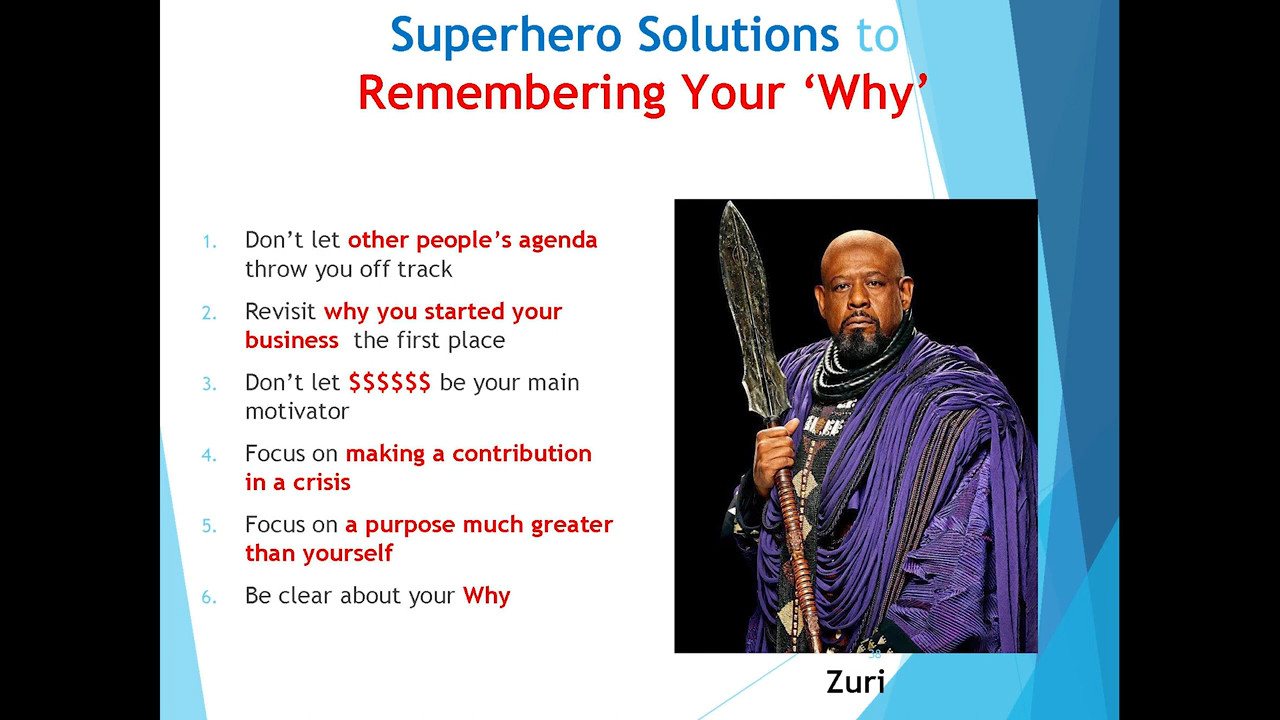 Superhero Solutions to
Remembering Your ‘Why’
1. Don’t let other people’s agenda
throw you off track
2. Revisit why you started your
business the first place
3. Don’t let $$$$$$ be your main
motivator
4. Focus on making a contribution
in a crisis
5. Focus on a purpose much greater
than yourself
6. Be clear about your Why
38
Zuri